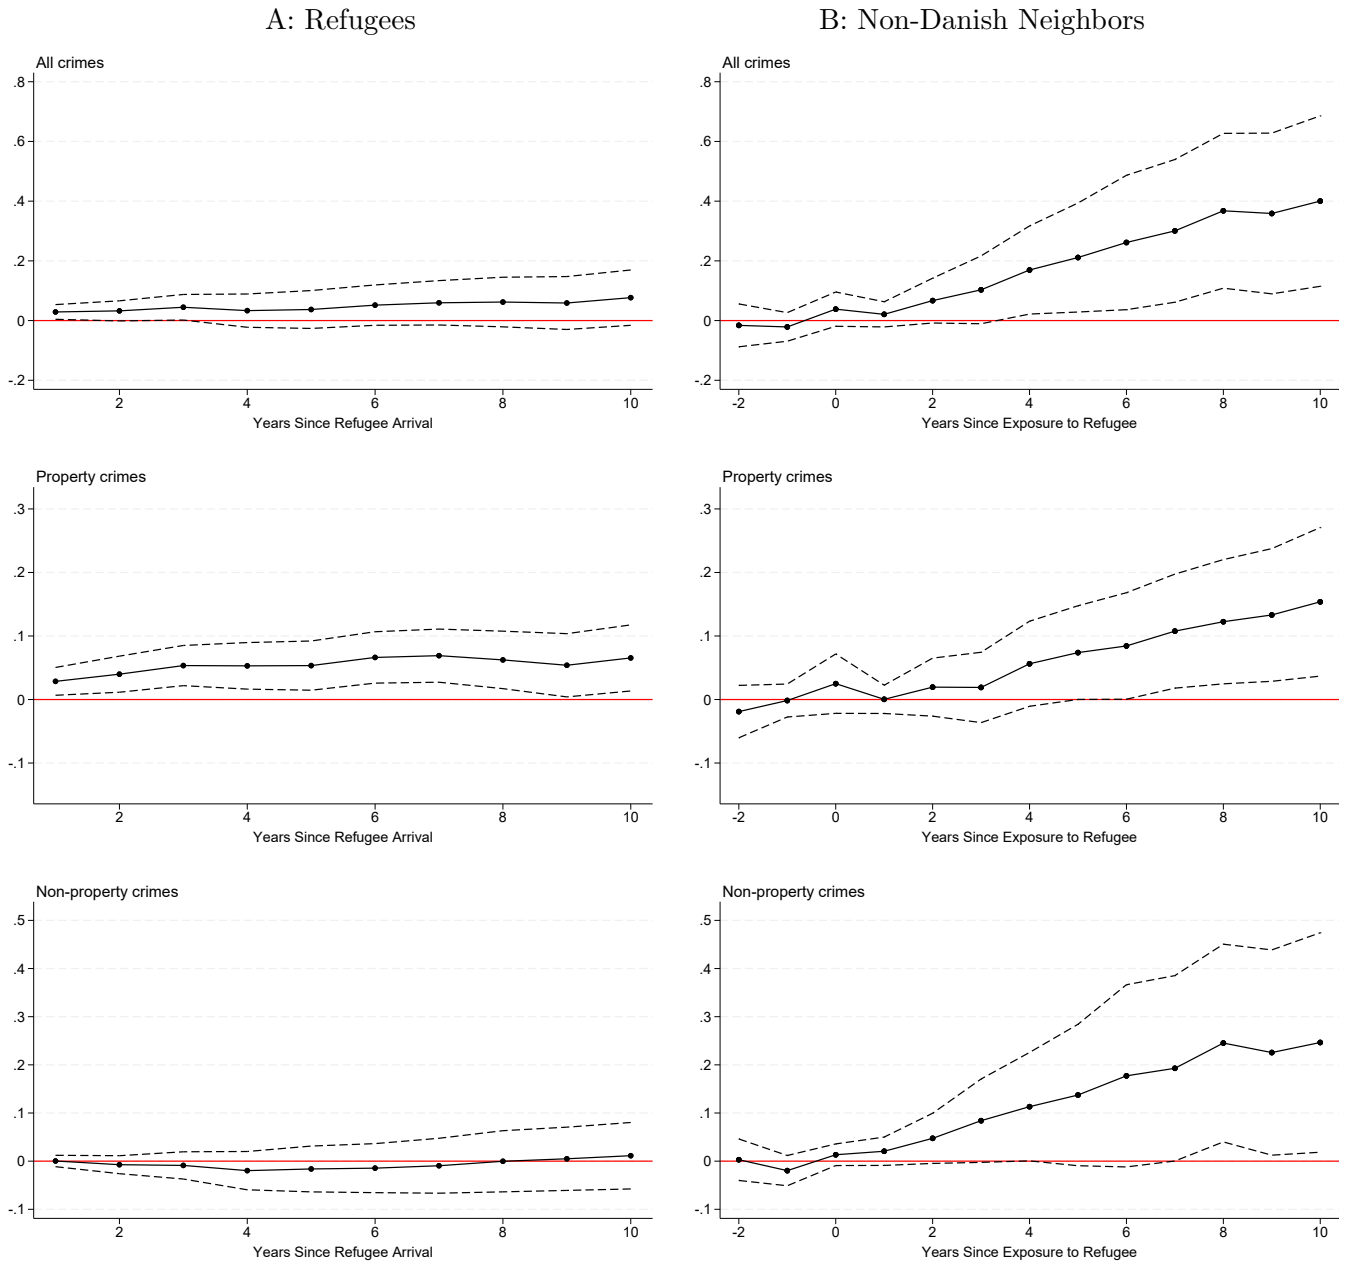 A: Refugees
B: Non-Danish Neighbors
All crimes
.8
.6
.4
.2
0
-.2
2 4 6 8 10
Years Since Refugee Arrival
All crimes
.8
.6
.4
.2
0
-.2
-2 0 2 4 6 8 10
Years Since Exposure to Refugee
Property crimes
.3
.2
.1
0
-.1
2 4 6 8 10
Years Since Refugee Arrival
Property crimes
.3
.2
.1
0
-.1
-2 0 2 4 6 8 10
Years Since Exposure to Refugee
Non-property crimes
.5
.4
.3
.2
.1
0
-.1
2 4 6 8 10
Years Since Refugee Arrival
Non-property crimes
.5
.4
.3
.2
.1
0
-.1
-2 0 2 4 6 8 10
Years Since Exposure to Refugee